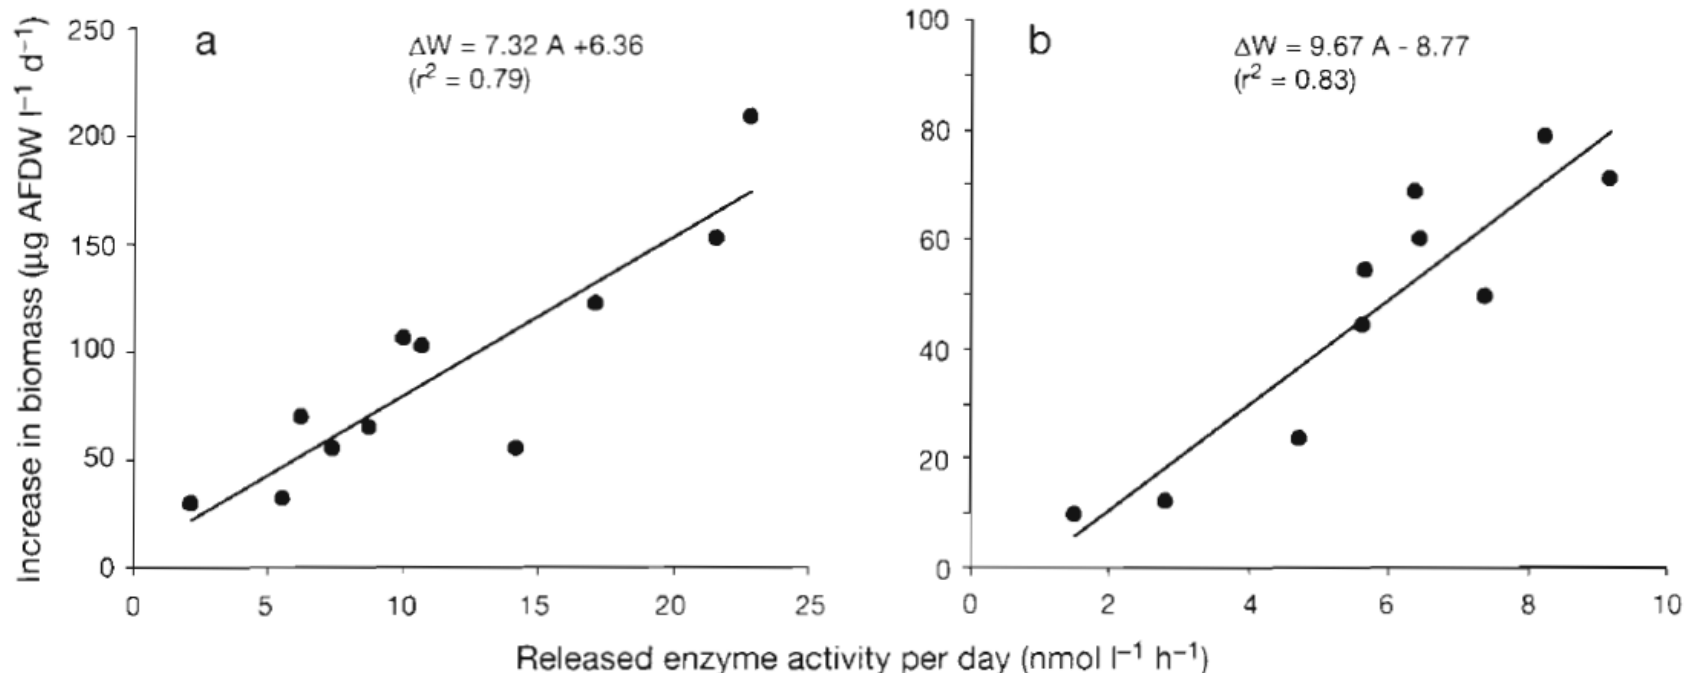 a
ΔW = 7.32 A +6.36
(r² = 0.79)
250
200
150
100
50
0
0 5 10 15 20 25
Increase in biomass (µg AFDW l⁻¹ d⁻¹)
b
ΔW = 9.67 A - 8.77
(r² = 0.83)
100
80
60
40
20
0
0 2 4 6 8 10
Released enzyme activity per day (nmol l⁻¹ h⁻¹)